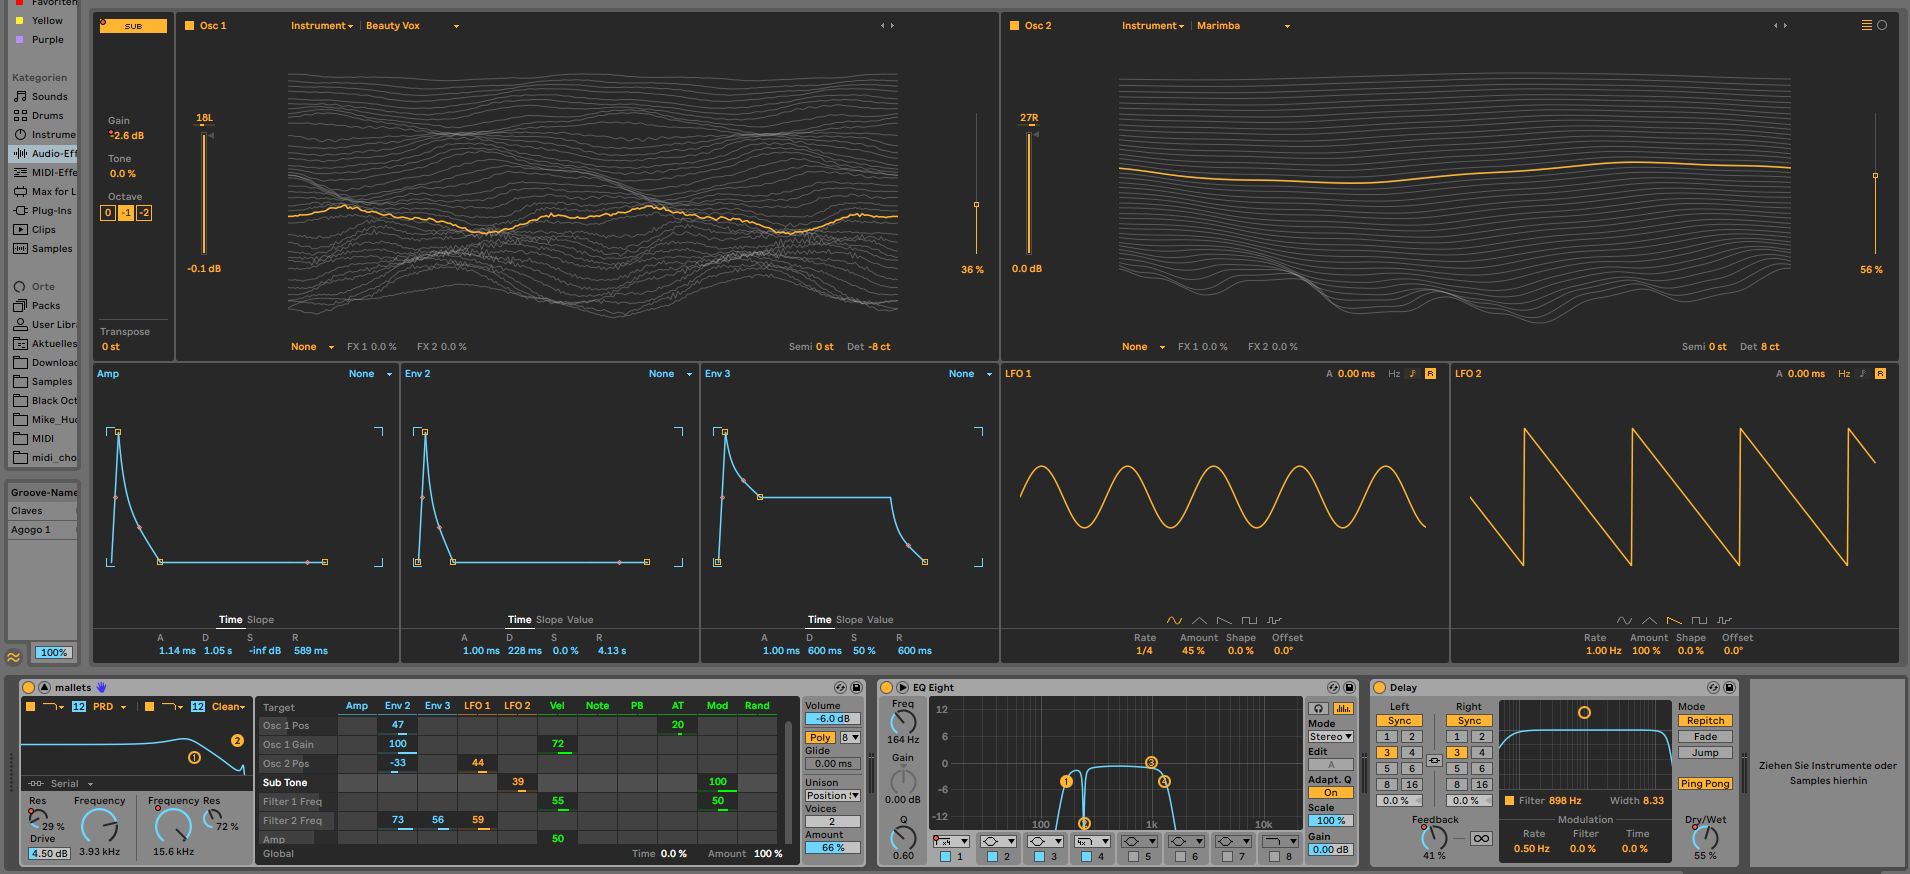 Favoriten
Yellow
Purple
Kategorien
Sounds
Drums
Instrume
Audio-Eff
MIDI-Effe
Max for L
Plug-Ins
Clips
Samples
Orte
Packs
User Libr
Aktuelles
Download
Samples
Black Oct
Mike_Huc
MIDI
midi_cho
Groove-Name
Claves
Agogo 1
100%
SUB
Gain
-2.6 dB
Tone
0.0 %
Octave
0 -1 -2
Transpose
0 st
Osc 1 Instrument Beauty Vox
18L
-0.1 dB
36 %
None FX 1 0.0 % FX 2 0.0 % Semi 0 st Det -8 ct
Osc 2 Instrument Marimba
27R
0.0 dB
56 %
None FX 1 0.0 % FX 2 0.0 % Semi 0 st Det 8 ct
Amp None
Time Slope
A D S R
1.14 ms 1.05 s -inf dB 589 ms
Env 2 None
Time Slope Value
A D S R
1.00 ms 228 ms 0.0 % 4.13 s
Env 3 None
Time Slope Value
A D S R
1.00 ms 600 ms 50 % 600 ms
LFO 1 A 0.00 ms Hz R
Rate Amount Shape Offset
1/4 45 % 0.0 % 0.0°
LFO 2 A 0.00 ms Hz R
Rate Amount Shape Offset
1.00 Hz 100 % 0.0 % 0.0°
mallets
12 PRD 12 Clean
1 2
Serial
Res Frequency Frequency Res
29 % 72 %
Drive
4.50 dB 3.93 kHz 15.6 kHz
Target Amp Env 2 Env 3 LFO 1 LFO 2 Vel Note PB AT Mod Rand
Osc 1 Pos 47 20
Osc 1 Gain 100 72
Osc 2 Pos -33 44
Sub Tone 39 100
Filter 1 Freq 55 50
Filter 2 Freq 73 56 59
Amp 50
Global Time 0.0 % Amount 100 %
Volume
-6.0 dB
Poly 8
Glide
0.00 ms
Unison
Position
Voices
2
Amount
66 %
EQ Eight
Freq
164 Hz
Gain
0.00 dB
Q
0.60
12
6
0
-6
-12
100 1k 10k
1 2 3 4
x4 x4
1 2 3 4 5 6 7 8
Mode
Stereo
Edit
A
Adapt. Q
On
Scale
100 %
Gain
0.00 dB
Delay
Left Right
Sync Sync
1 2 1 2
3 4 3 4
5 6 5 6
8 16 8 16
0.0 % 0.0 %
Feedback
41 %
Filter 898 Hz Width 8.33
Modulation
Rate Filter Time
0.50 Hz 0.0 % 0.0 %
Mode
Repitch
Fade
Jump
Ping Pong
Dry/Wet
55 %
Ziehen Sie Instrumente oder
Samples hierhin